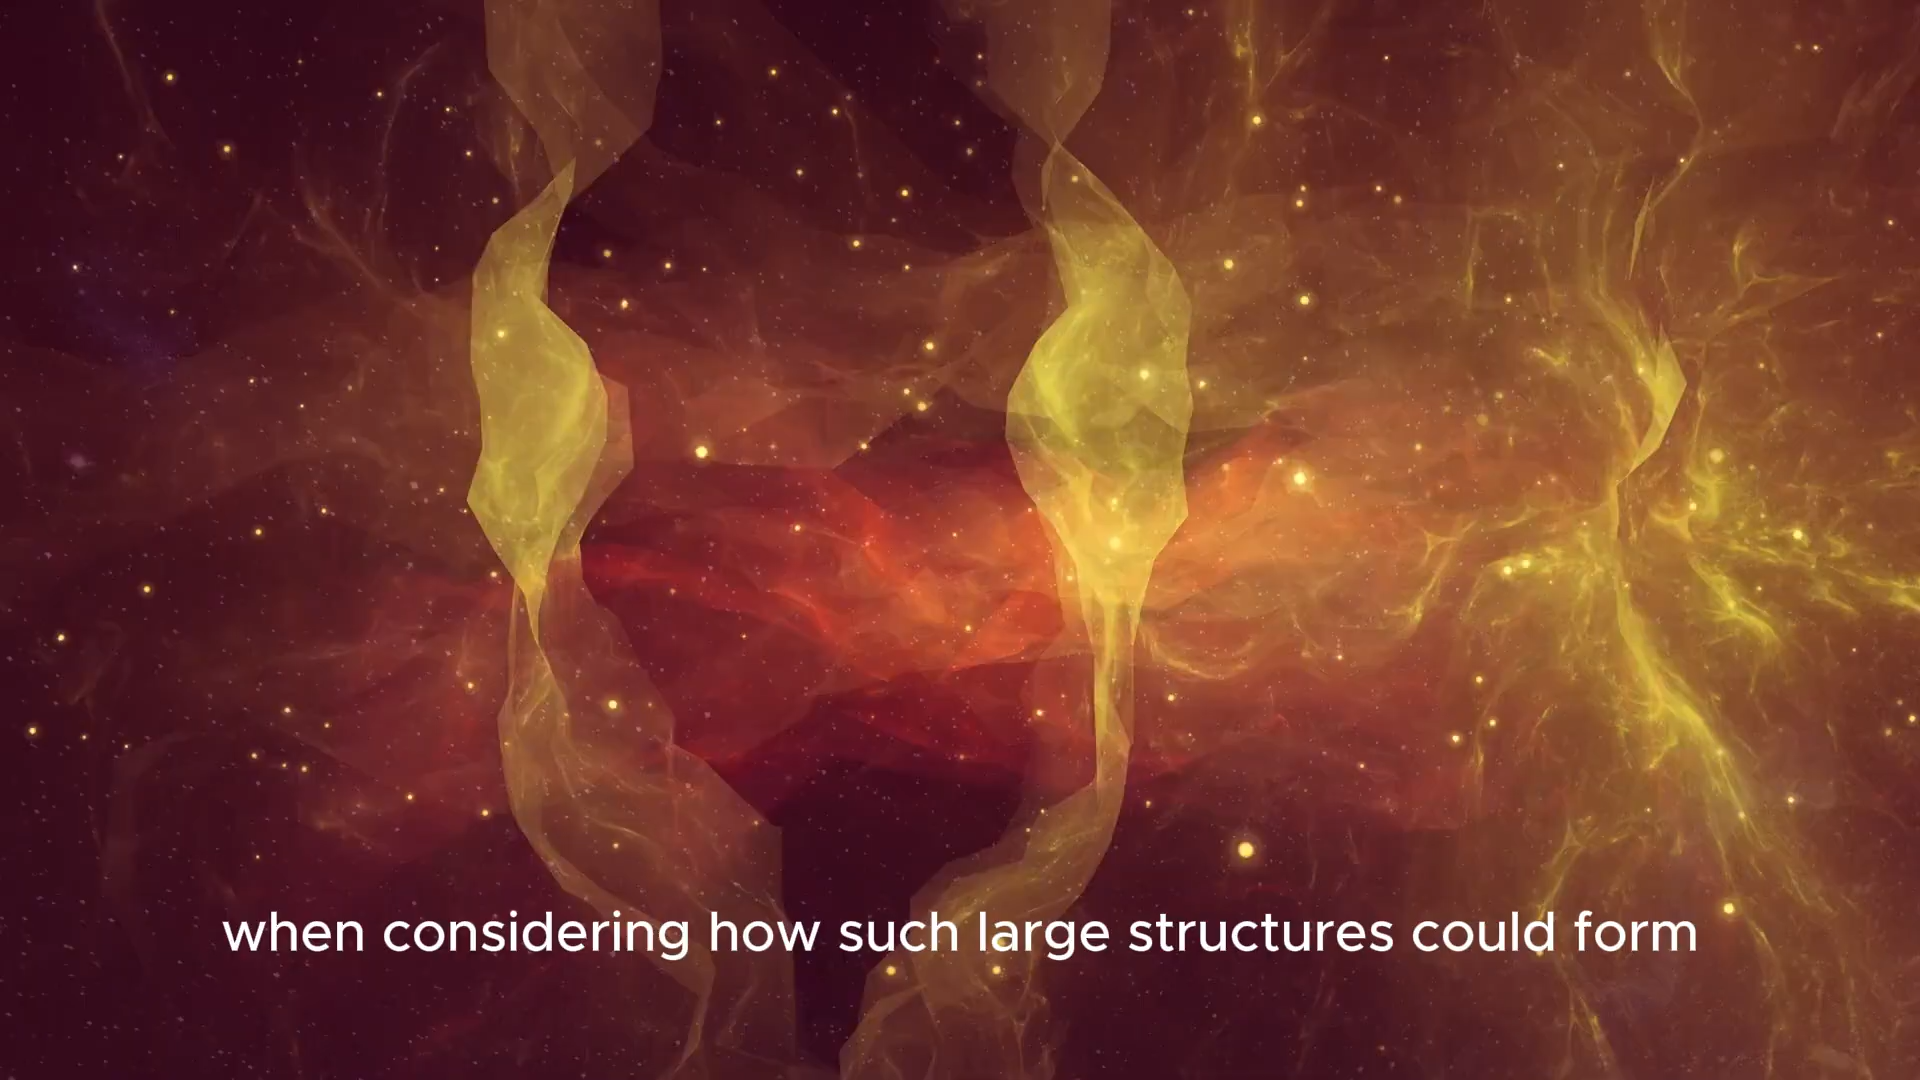 when considering how such large structures could form